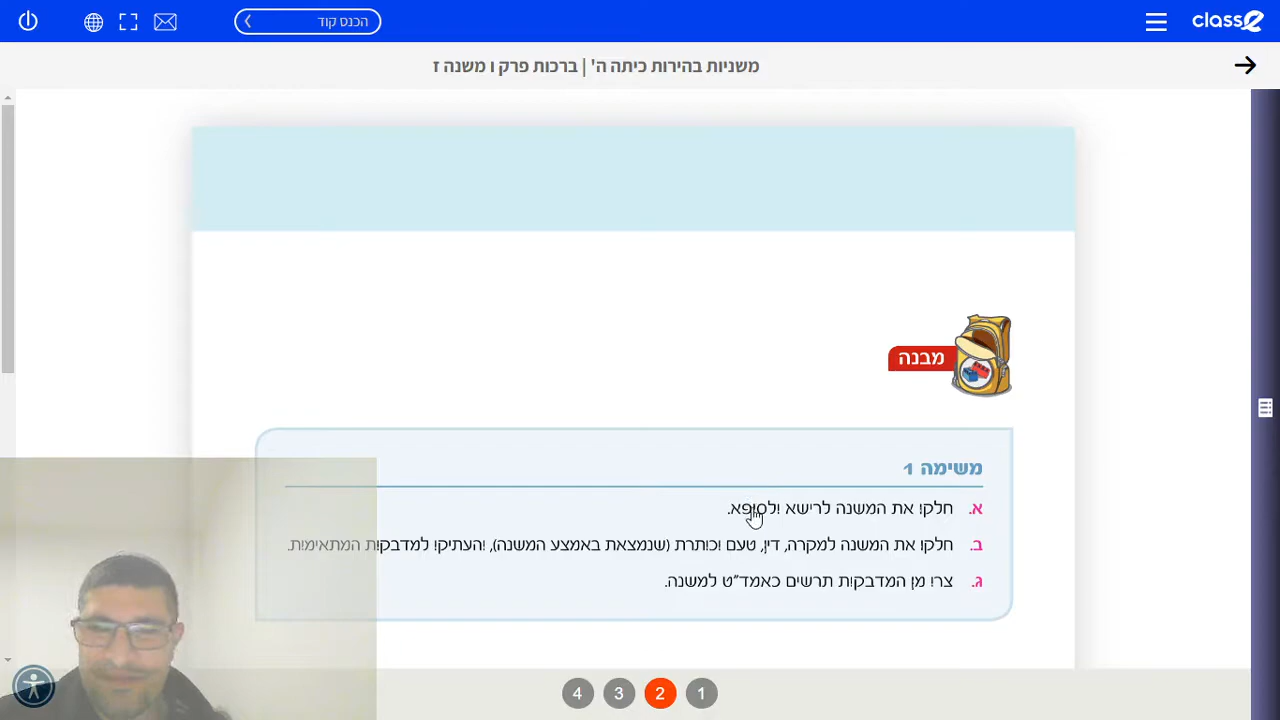 הכנס קוד
classe
משניות בהירות כיתה ה' | ברכות פרק ו משנה ז
מבנה
משימה 1
א. חלקו את המשנה לרישא ולסופא.
ב. חלקו את המשנה למקרה, דין, טעם וכותרת (שנמצאת באמצע המשנה), והעתיקו למדבקות המתאימות.
ג. צרו מן המדבקות תרשים כאמד"ט למשנה.
4 3 2 1